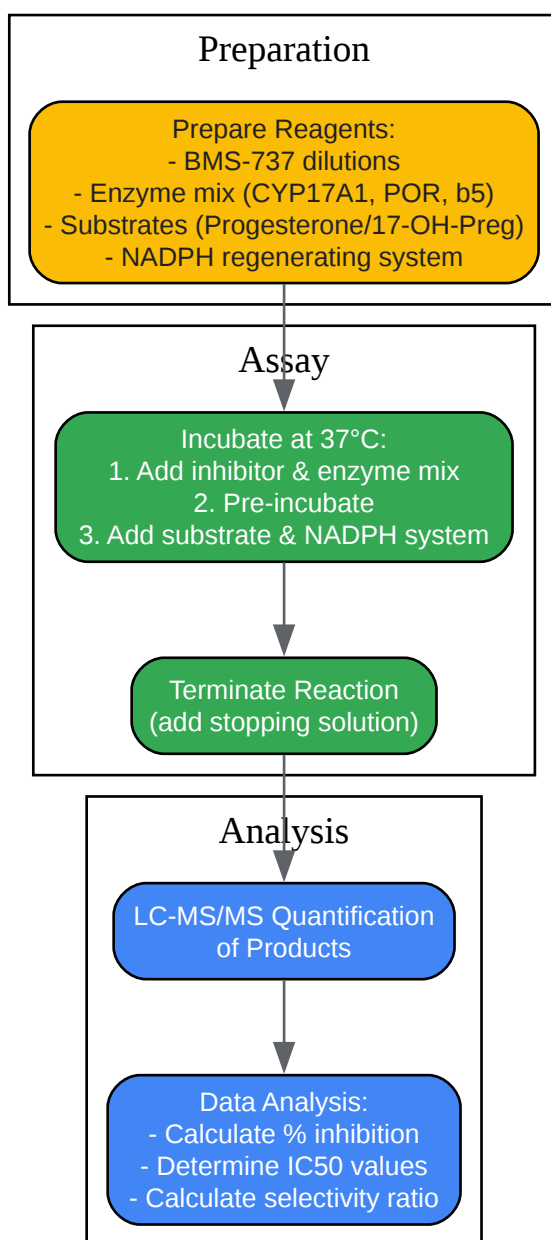 Preparation
Prepare Reagents:
- BMS-737 dilutions
- Enzyme mix (CYP17A1, POR, b5)
- Substrates (Progesterone/17-OH-Preg)
- NADPH regenerating system
Assay
Incubate at 37°C:
1. Add inhibitor & enzyme mix
2. Pre-incubate
3. Add substrate & NADPH system
Terminate Reaction
(add stopping solution)
Analysis
LC-MS/MS Quantification
of Products
Data Analysis:
- Calculate % inhibition
- Determine IC50 values
- Calculate selectivity ratio